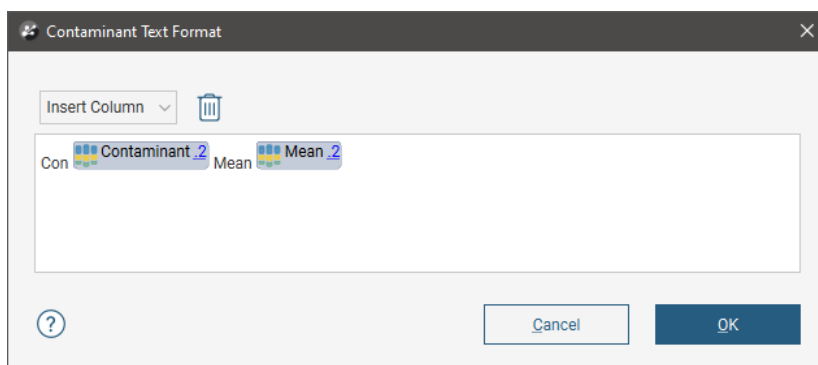 Contaminant Text Format
Insert Column
Con Contaminant .2 Mean Mean .2
? Cancel OK